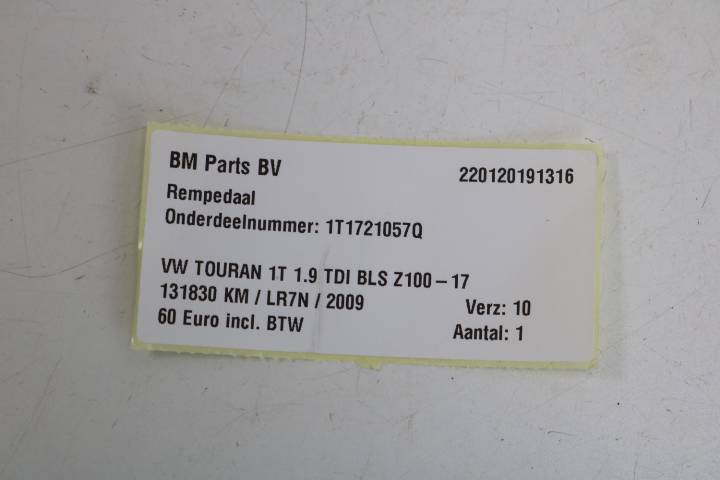 BM Parts BV 220120191316
Rempedaal
Onderdeelnummer: 1T1721057Q
VW TOURAN 1T 1.9 TDI BLS Z100 – 17
131830 KM / LR7N / 2009 Verz: 10
60 Euro incl. BTW Aantal: 1